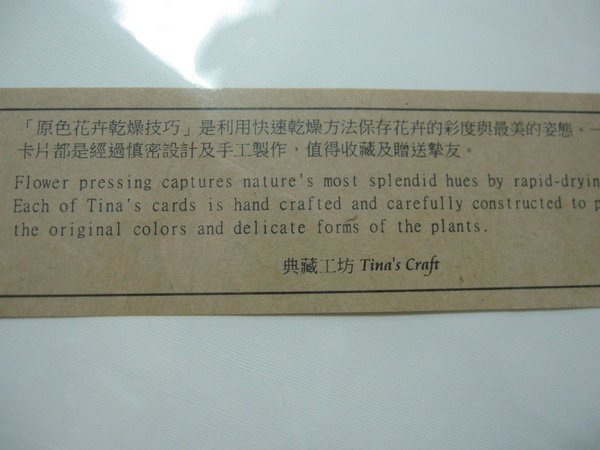 「原色花卉乾燥技巧」是利用快速乾燥方法保存花卉的彩度與最美的姿態。一
卡片都是經過慎密設計及手工製作，值得收藏及贈送摯友。
Flower pressing captures nature's most splendid hues by rapid-dryin
Each of Tina's cards is hand crafted and carefully constructed to p
the original colors and delicate forms of the plants.
典藏工坊 Tina's Craft